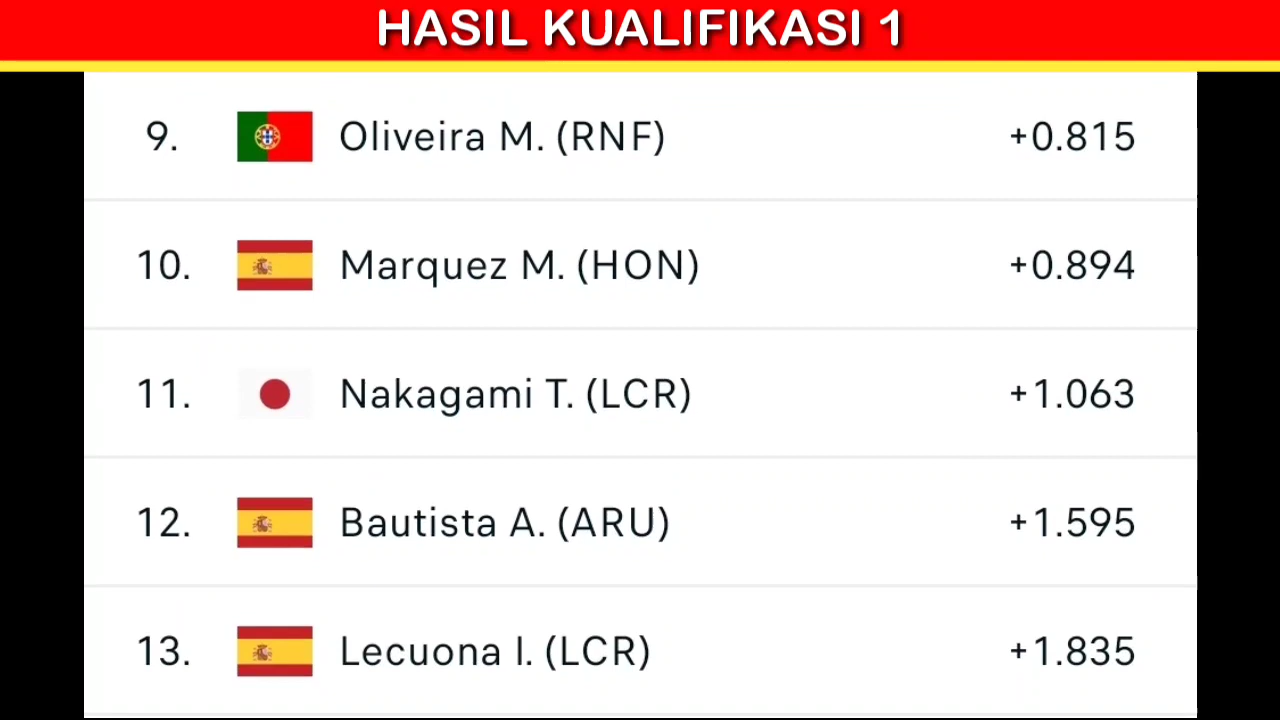 HASIL KUALIFIKASI 1
9. Oliveira M. (RNF) +0.815
10. Marquez M. (HON) +0.894
11. Nakagami T. (LCR) +1.063
12. Bautista A. (ARU) +1.595
13. Lecuona I. (LCR) +1.835